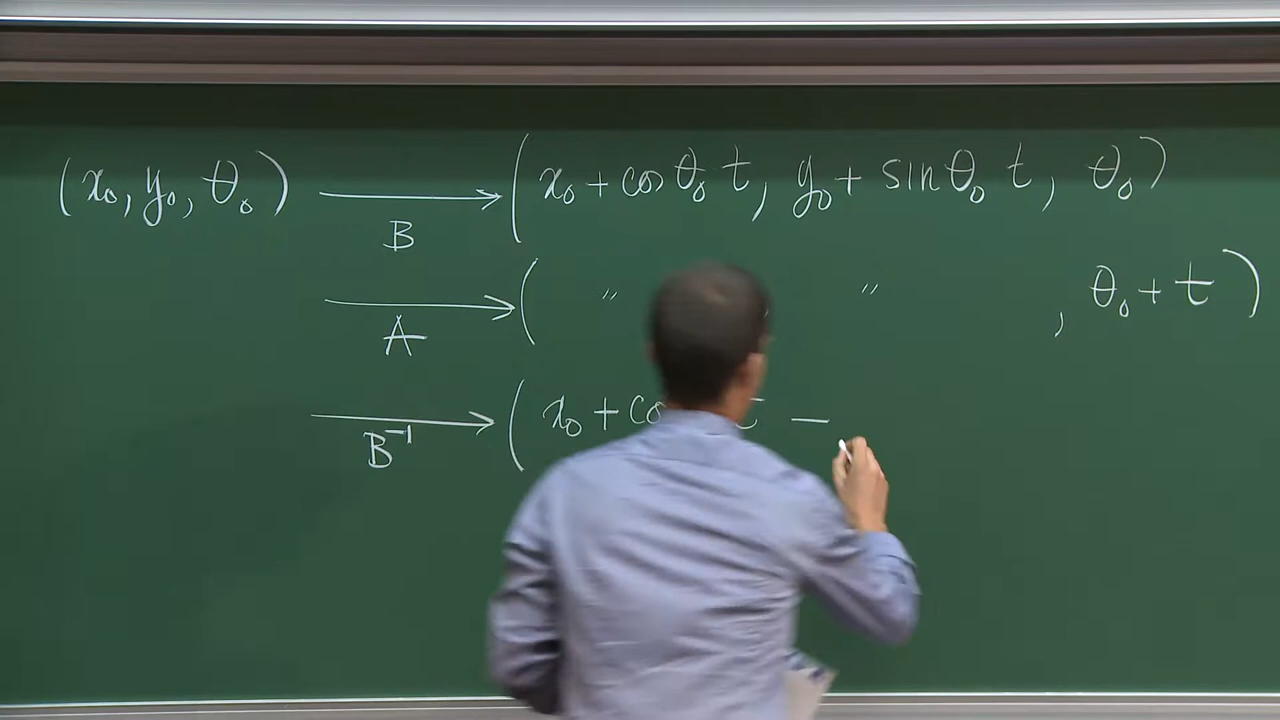 (x₀, y₀, θ₀) ⟶ B (x₀ + cos θ₀ t, y₀ + sin θ₀ t, θ₀)
⟶ A ( " " , θ₀ + t )
⟶ B⁻¹ ( x₀ + co t —